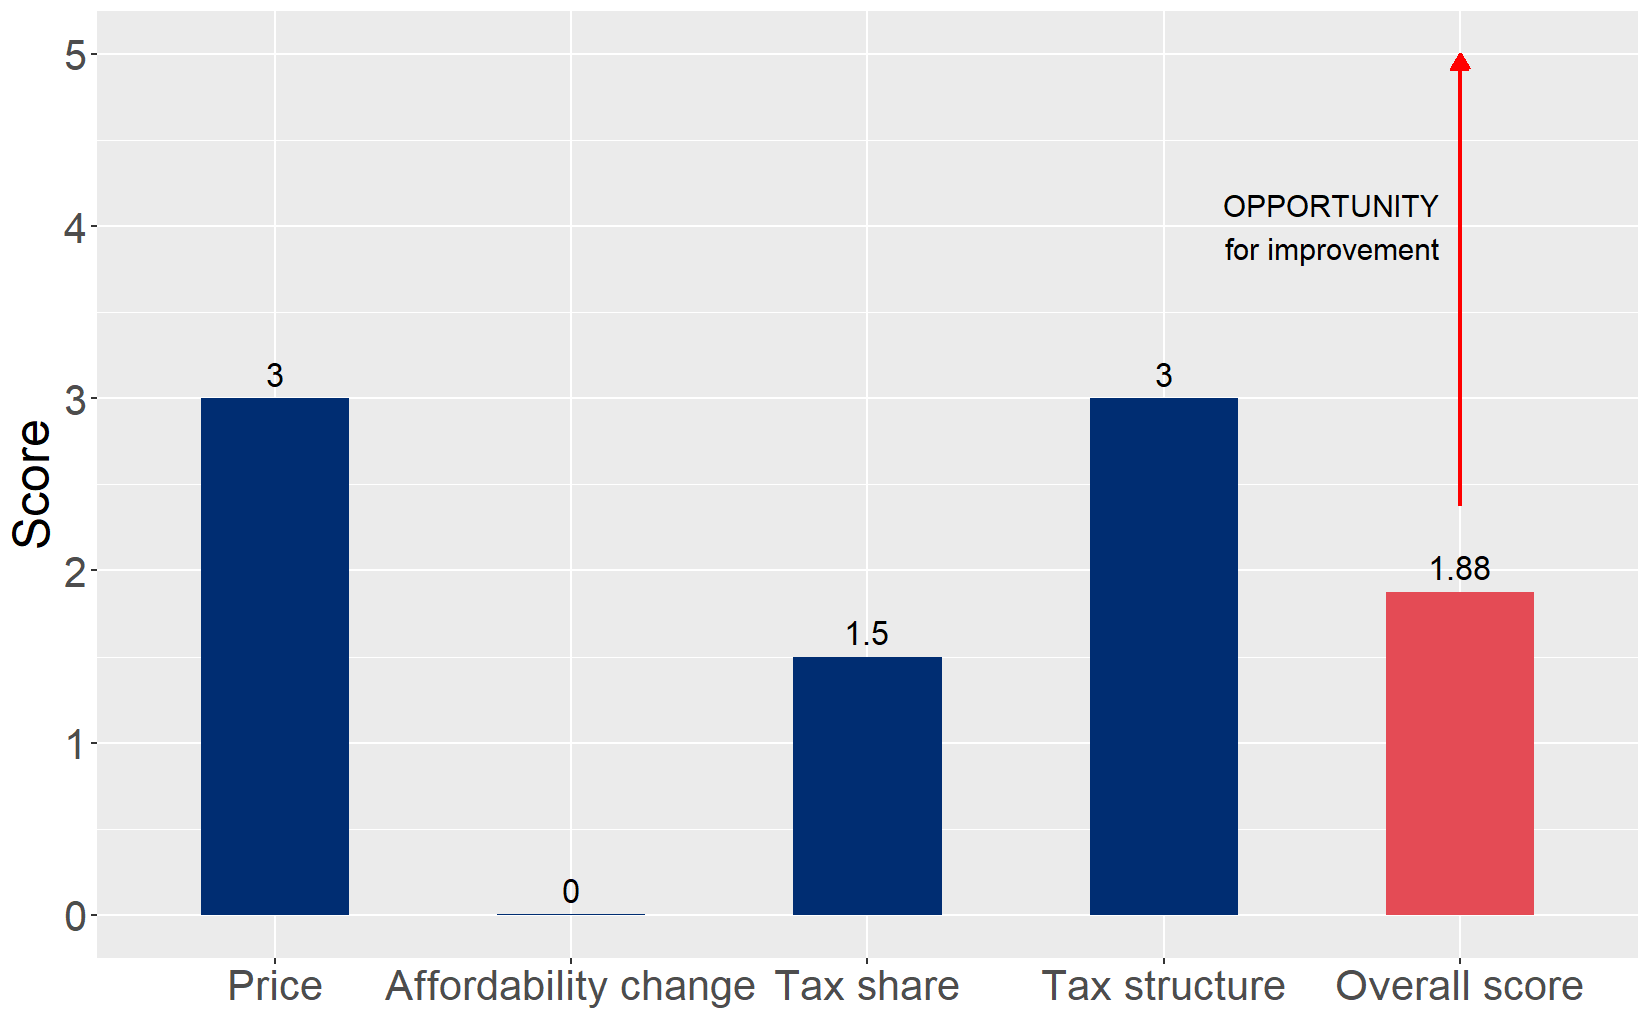 Score
5
4
3
2
1
0
OPPORTUNITY
for improvement
3
0
1.5
3
1.88
Price
Affordability change
Tax share
Tax structure
Overall score